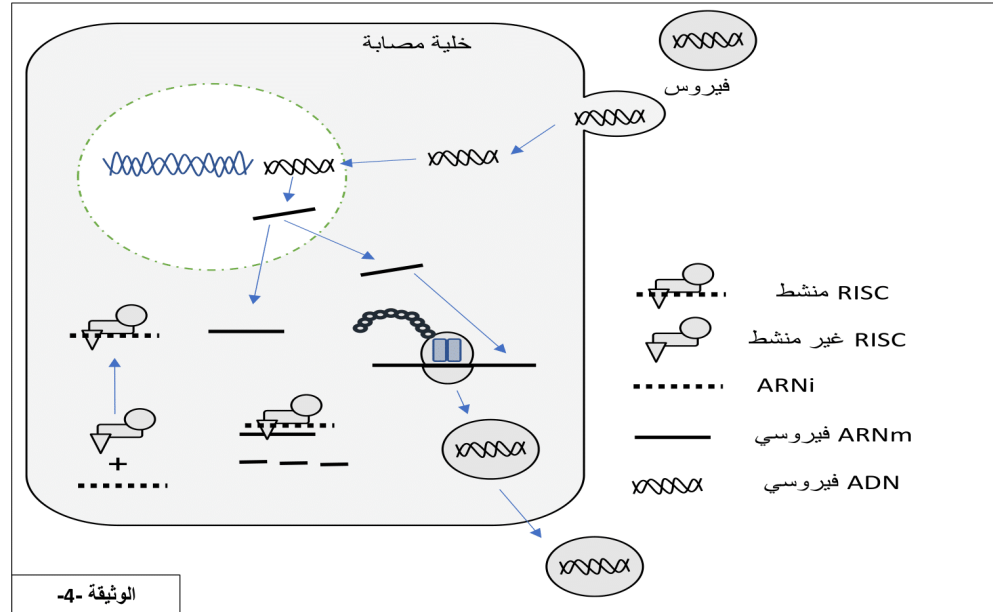 خلية مصابة
فيروس
RISC منشط
RISC غير منشط
ARNi
ARNm فيروسي
ADN فيروسي
+
الوثيقة -4-